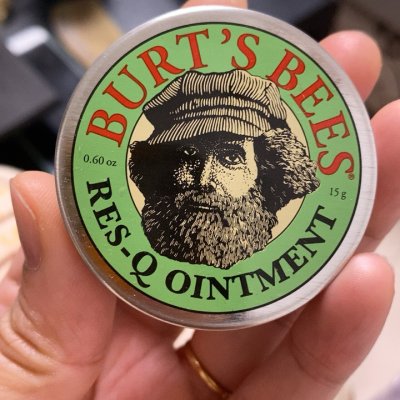 BURT'S BEES®
0.60 oz
15 g
RES-Q OINTMENT